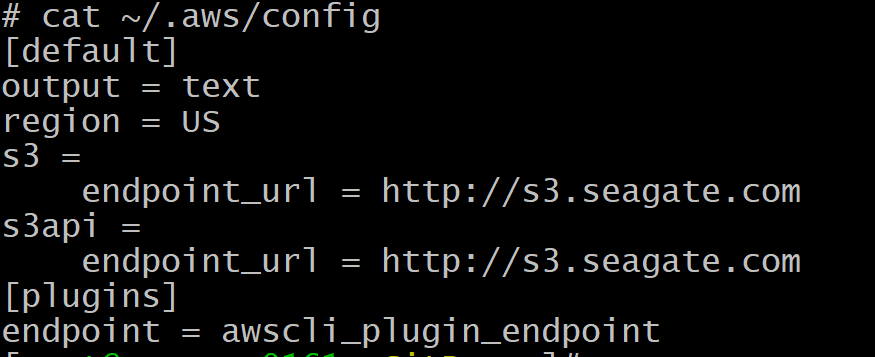 # cat ~/.aws/config
[default]
output = text
region = US
s3 =
    endpoint_url = http://s3.seagate.com
s3api =
    endpoint_url = http://s3.seagate.com
[plugins]
endpoint = awscli_plugin_endpoint